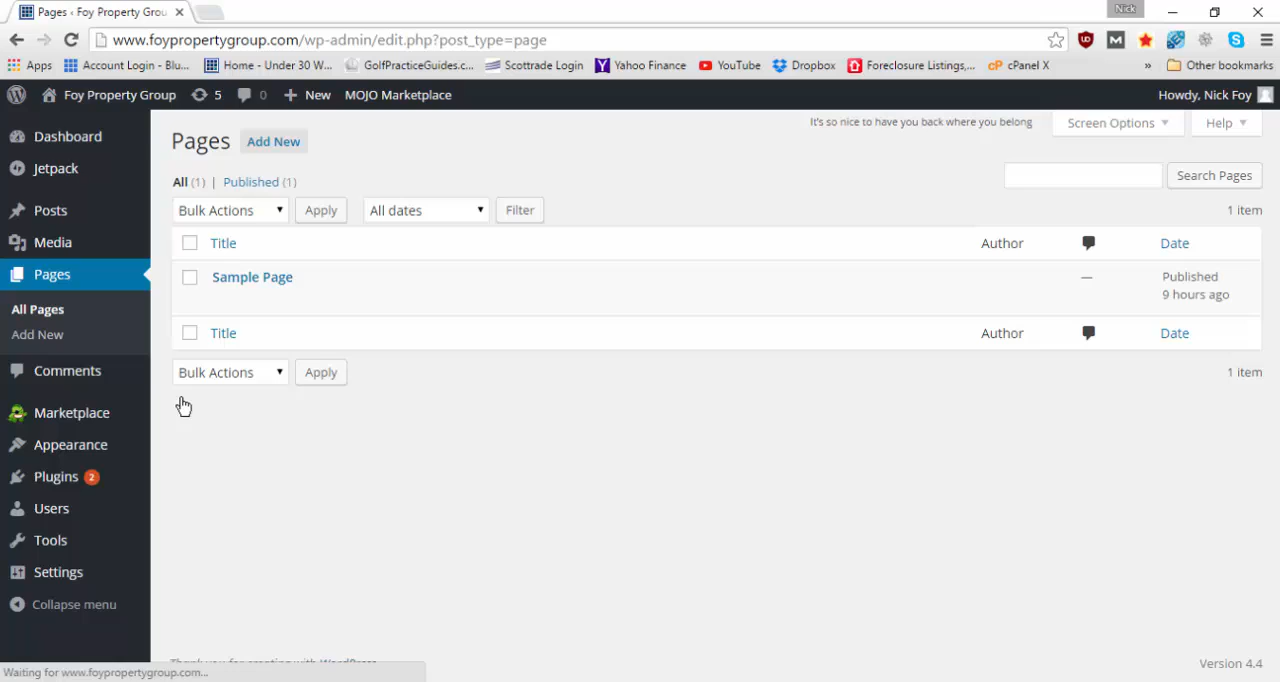 Pages ‹ Foy Property Grou
Nick
www.foypropertygroup.com/wp-admin/edit.php?post_type=page
Apps
Account Login - Blu...
Home - Under 30 W...
GolfPracticeGuides.c...
Scottrade Login
Yahoo Finance
YouTube
Dropbox
Foreclosure Listings,...
cPanel X
»
Other bookmarks
Foy Property Group
5
0
New
MOJO Marketplace
Howdy, Nick Foy
Dashboard
Jetpack
Posts
Media
Pages
All Pages
Add New
Comments
Marketplace
Appearance
Plugins 2
Users
Tools
Settings
Collapse menu
Pages Add New
It's so nice to have you back where you belong
Screen Options
Help
All (1) | Published (1)
Search Pages
Bulk Actions Apply All dates Filter 1 item
Title Author Date
Sample Page — Published
9 hours ago
Title Author Date
Bulk Actions Apply 1 item
Thank you for creating with WordPress
Version 4.4
Waiting for www.foypropertygroup.com...